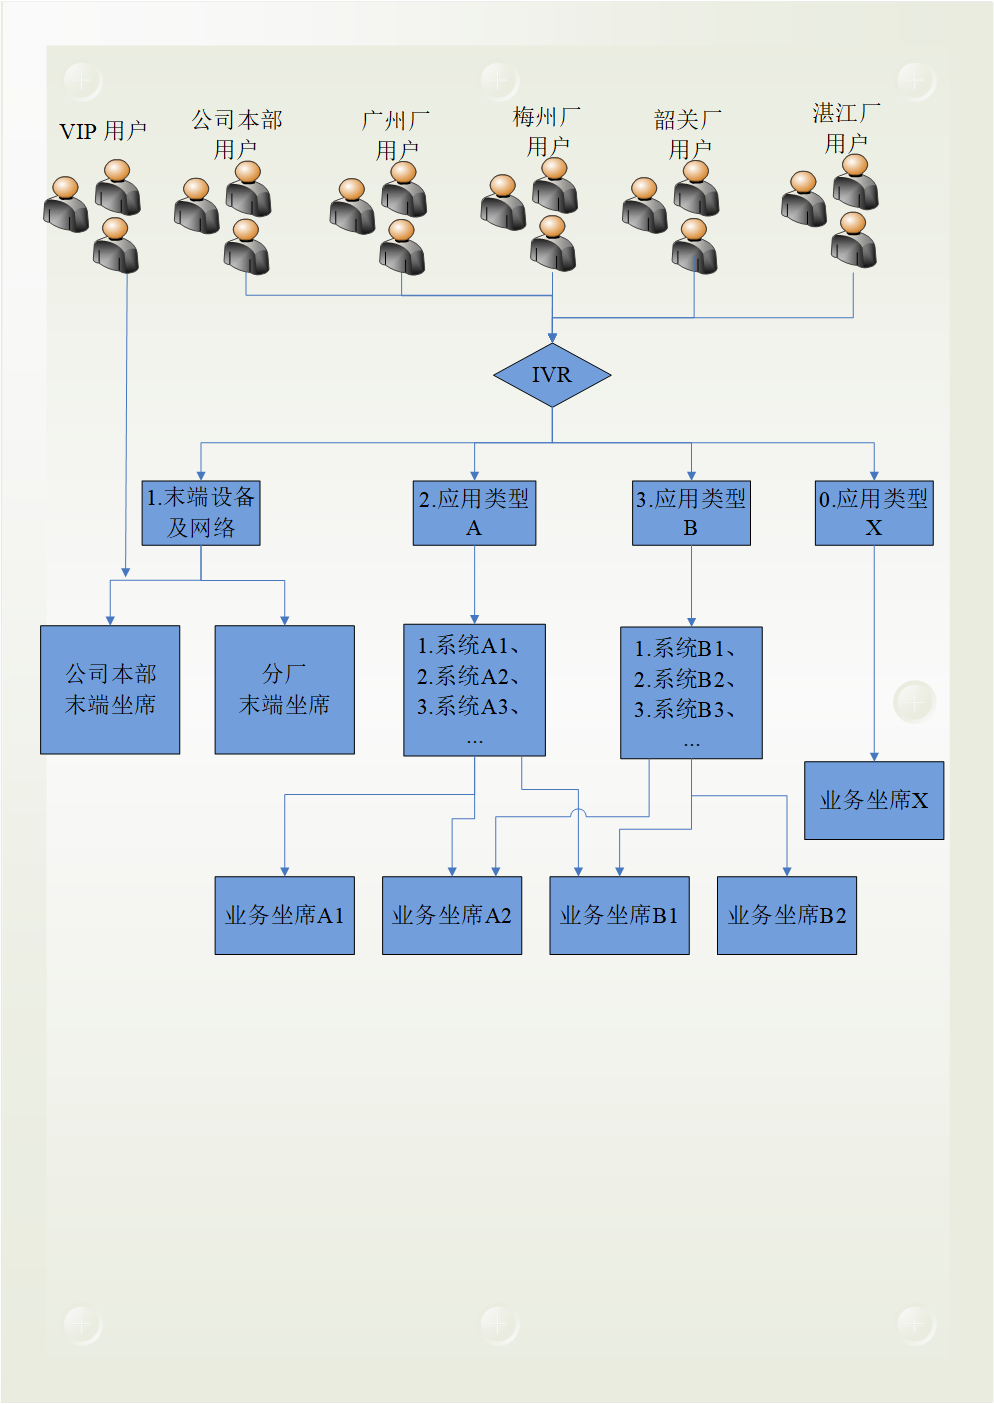 VIP 用户
公司本部
用户
广州厂
用户
梅州厂
用户
韶关厂
用户
湛江厂
用户
IVR
1.末端设备
及网络
2.应用类型
A
3.应用类型
B
0.应用类型
X
公司本部
末端坐席
分厂
末端坐席
1.系统A1、
2.系统A2、
3.系统A3、
...
1.系统B1、
2.系统B2、
3.系统B3、
...
业务坐席X
业务坐席A1
业务坐席A2
业务坐席B1
业务坐席B2